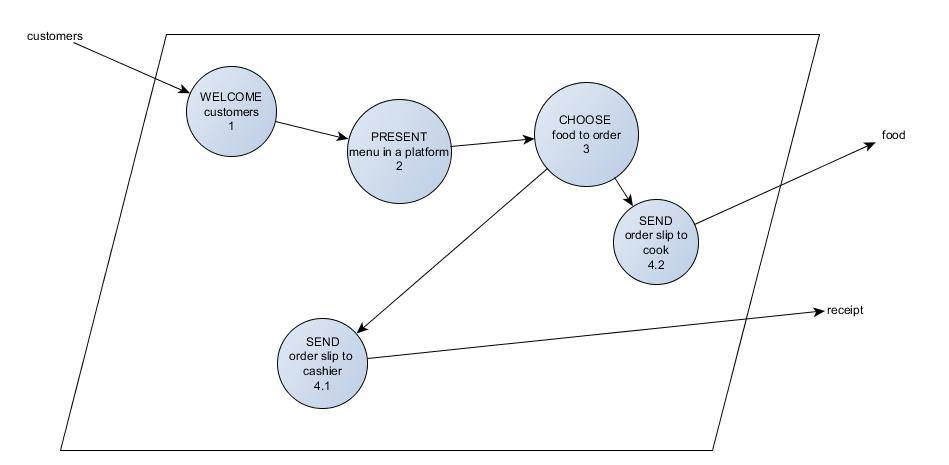 customers
WELCOME
customers
1
PRESENT
menu in a platform
2
CHOOSE
food to order
3
food
SEND
order slip to
cook
4.2
receipt
SEND
order slip to
cashier
4.1